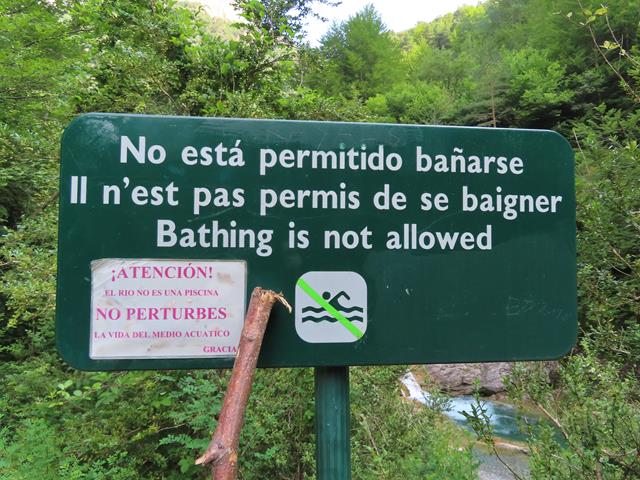 No está permitido bañarse
Il n'est pas permis de se baigner
Bathing is not allowed
¡ATENCIÓN!
EL RIO NO ES UNA PISCINA
NO PERTURBES
LA VIDA DEL MEDIO ACUATICO
GRACIA